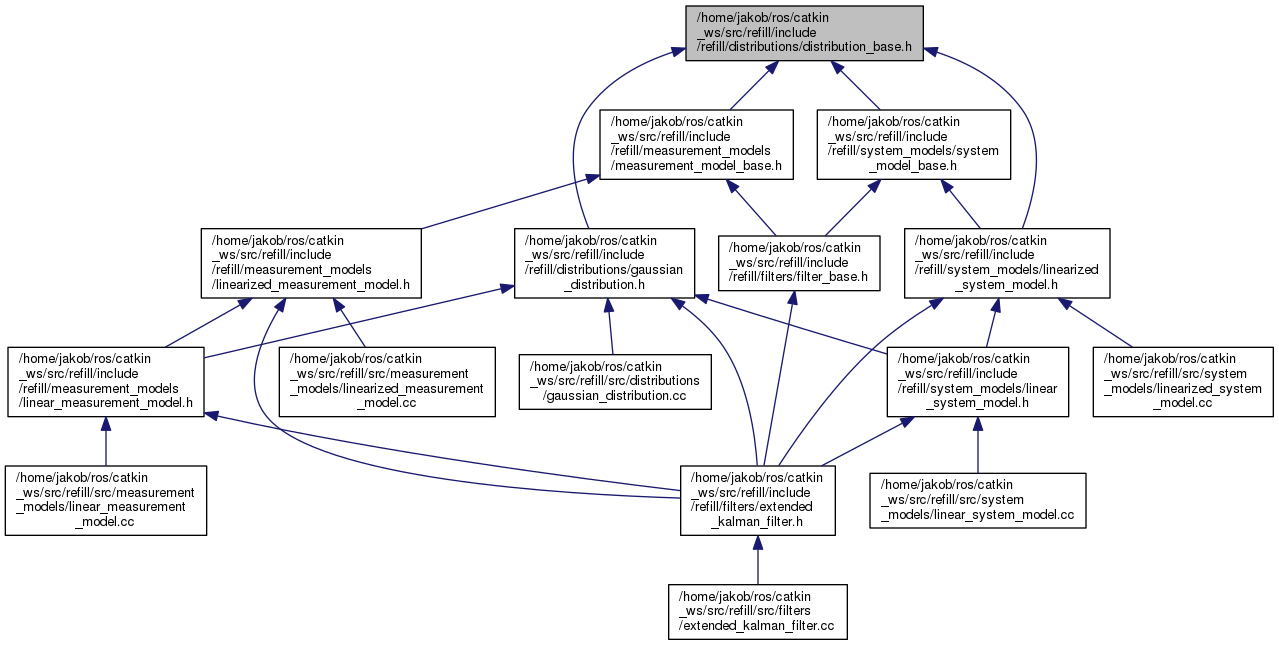 /home/jakob/ros/catkin
_ws/src/refill/include
/refill/distributions/distribution_base.h
/home/jakob/ros/catkin
_ws/src/refill/include
/refill/measurement_models
/measurement_model_base.h
/home/jakob/ros/catkin
_ws/src/refill/include
/refill/system_models/system
_model_base.h
/home/jakob/ros/catkin
_ws/src/refill/include
/refill/measurement_models
/linearized_measurement_model.h
/home/jakob/ros/catkin
_ws/src/refill/include
/refill/distributions/gaussian
_distribution.h
/home/jakob/ros/catkin
_ws/src/refill/include
/refill/filters/filter_base.h
/home/jakob/ros/catkin
_ws/src/refill/include
/refill/system_models/linearized
_system_model.h
/home/jakob/ros/catkin
_ws/src/refill/include
/refill/measurement_models
/linear_measurement_model.h
/home/jakob/ros/catkin
_ws/src/refill/src/measurement
_models/linearized_measurement
_model.cc
/home/jakob/ros/catkin
_ws/src/refill/src/distributions
/gaussian_distribution.cc
/home/jakob/ros/catkin
_ws/src/refill/include
/refill/system_models/linear
_system_model.h
/home/jakob/ros/catkin
_ws/src/refill/src/system
_models/linearized_system
_model.cc
/home/jakob/ros/catkin
_ws/src/refill/src/measurement
_models/linear_measurement
_model.cc
/home/jakob/ros/catkin
_ws/src/refill/include
/refill/filters/extended
_kalman_filter.h
/home/jakob/ros/catkin
_ws/src/refill/src/system
_models/linear_system_model.cc
/home/jakob/ros/catkin
_ws/src/refill/src/filters
/extended_kalman_filter.cc